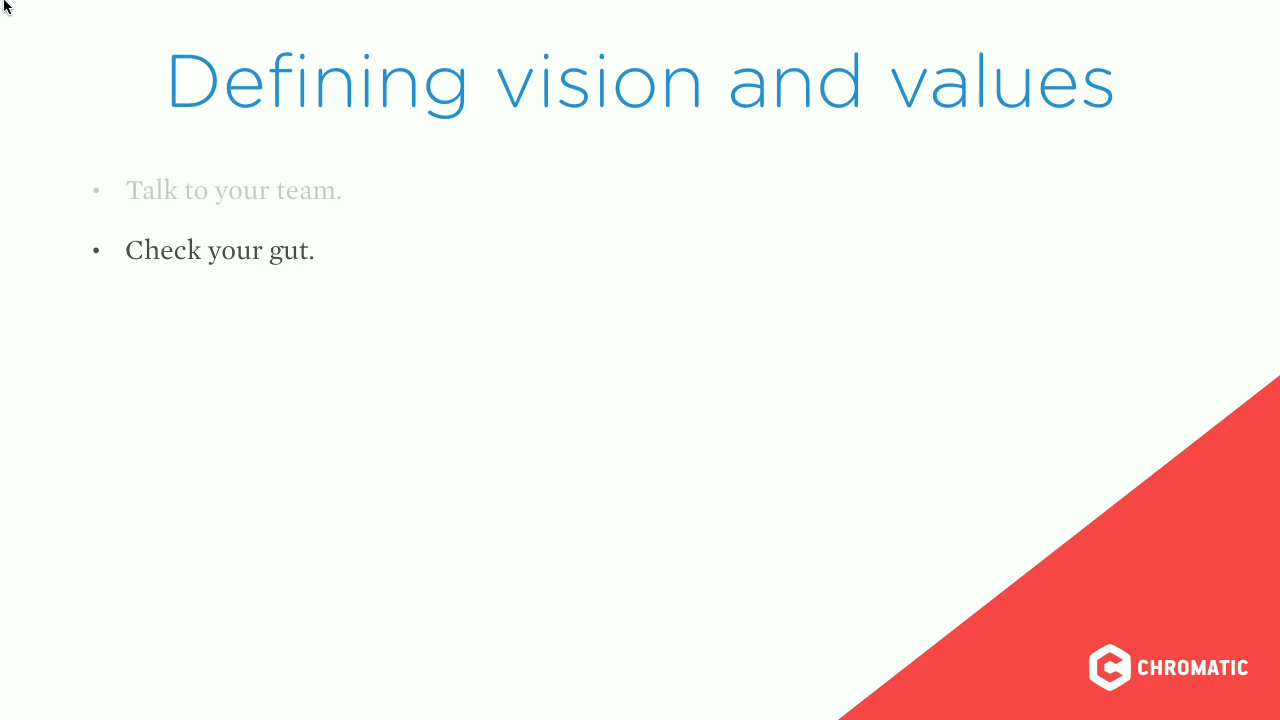 Defining vision and values
• Talk to your team.
• Check your gut.
CHROMATIC